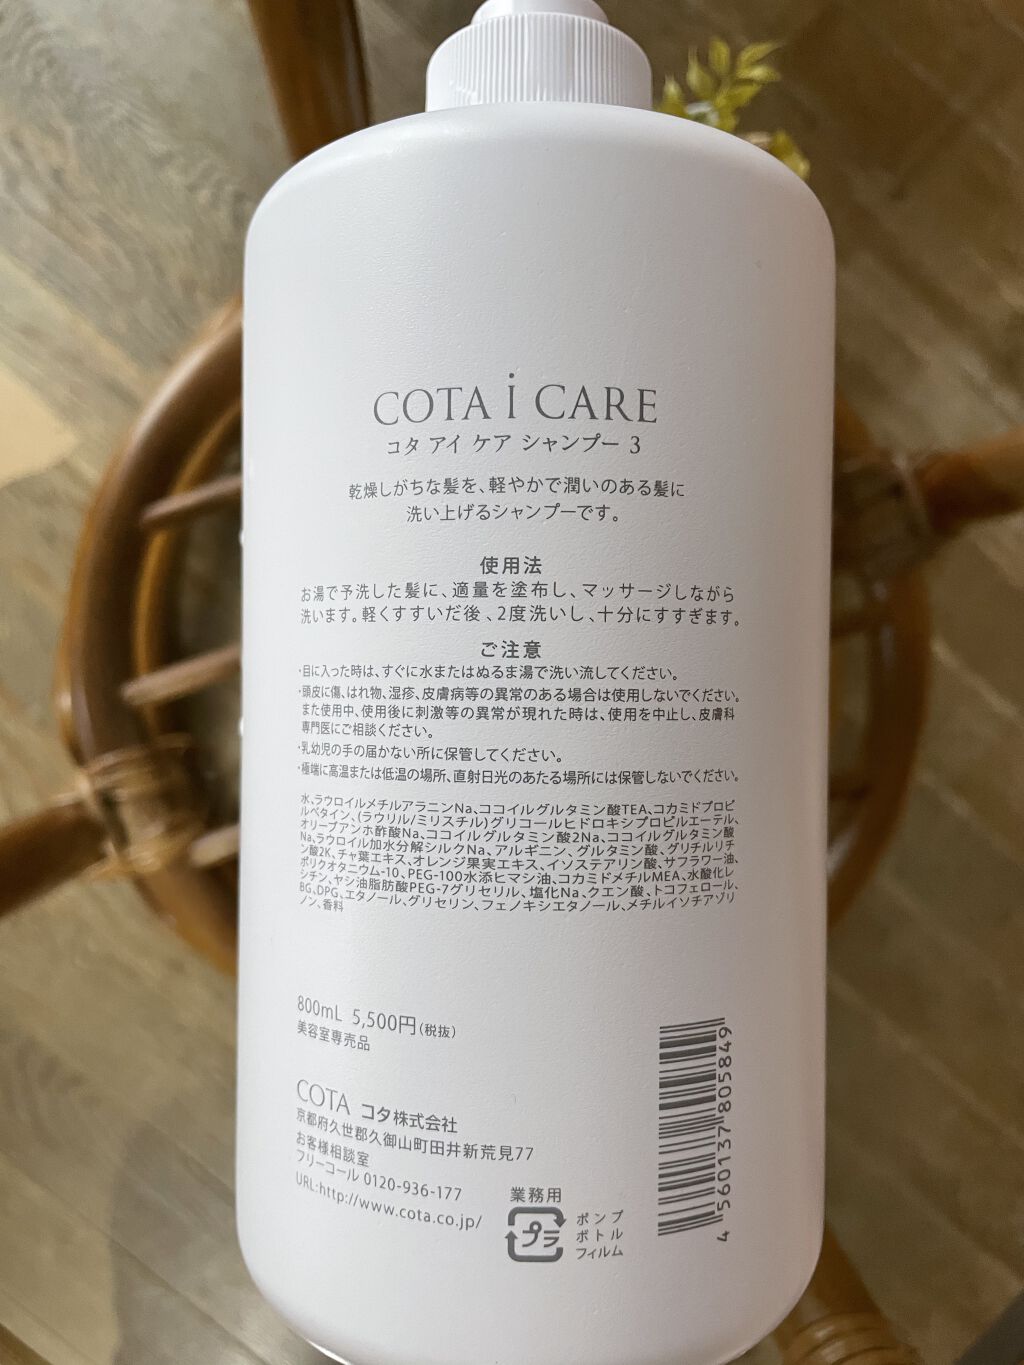 COTA i CARE
コタ アイ ケア シャンプー 3
乾燥しがちな髪を、軽やかで潤いのある髪に
洗い上げるシャンプーです。
使用法
お湯で予洗した髪に、適量を塗布し、マッサージしながら
洗います。軽くすすいだ後、2度洗いし、十分にすすぎます。
ご注意
・目に入った時は、すぐに水またはぬるま湯で洗い流してください。
・頭皮に傷、はれ物、湿疹、皮膚病等の異常のある場合は使用しないでください。
また使用中、使用後に刺激等の異常が現れた時は、使用を中止し、皮膚科
専門医にご相談ください。
・乳幼児の手の届かない所に保管してください。
・極端に高温または低温の場所、直射日光のあたる場所には保管しないでください。
水、ラウロイルメチルアラニンNa、ココイルグルタミン酸TEA、コカミドプロピ
ルベタイン、(ラウリル/ミリスチル)グリコールヒドロキシプロピルエーテル、
オリーブアンホ酢酸Na、ココイルグルタミン酸2Na、ココイルグルタミン酸
Na、ラウロイル加水分解シルクNa、アルギニン、グルタミン酸、グリチルリチ
ン酸2K、チャ葉エキス、オレンジ果実エキス、イソステアリン酸、サフラワー油、
ポリクオタニウム-10、PEG-100水添ヒマシ油、コカミドメチルMEA、水酸化レ
シチン、ヤシ油脂肪酸PEG-7グリセリル、塩化Na、クエン酸、トコフェロール、
BG、DPG、エタノール、グリセリン、フェノキシエタノール、メチルイソチアゾリ
ノン、香料
800mL 5,500円(税抜)
美容室専売品
COTA コタ株式会社
京都府久世郡久御山町田井新荒見77
お客様相談室
フリーコール 0120-936-177
URL:http://www.cota.co.jp/
業務用
プラ
ポンプ
ボトル
フィルム
4 560137 805849